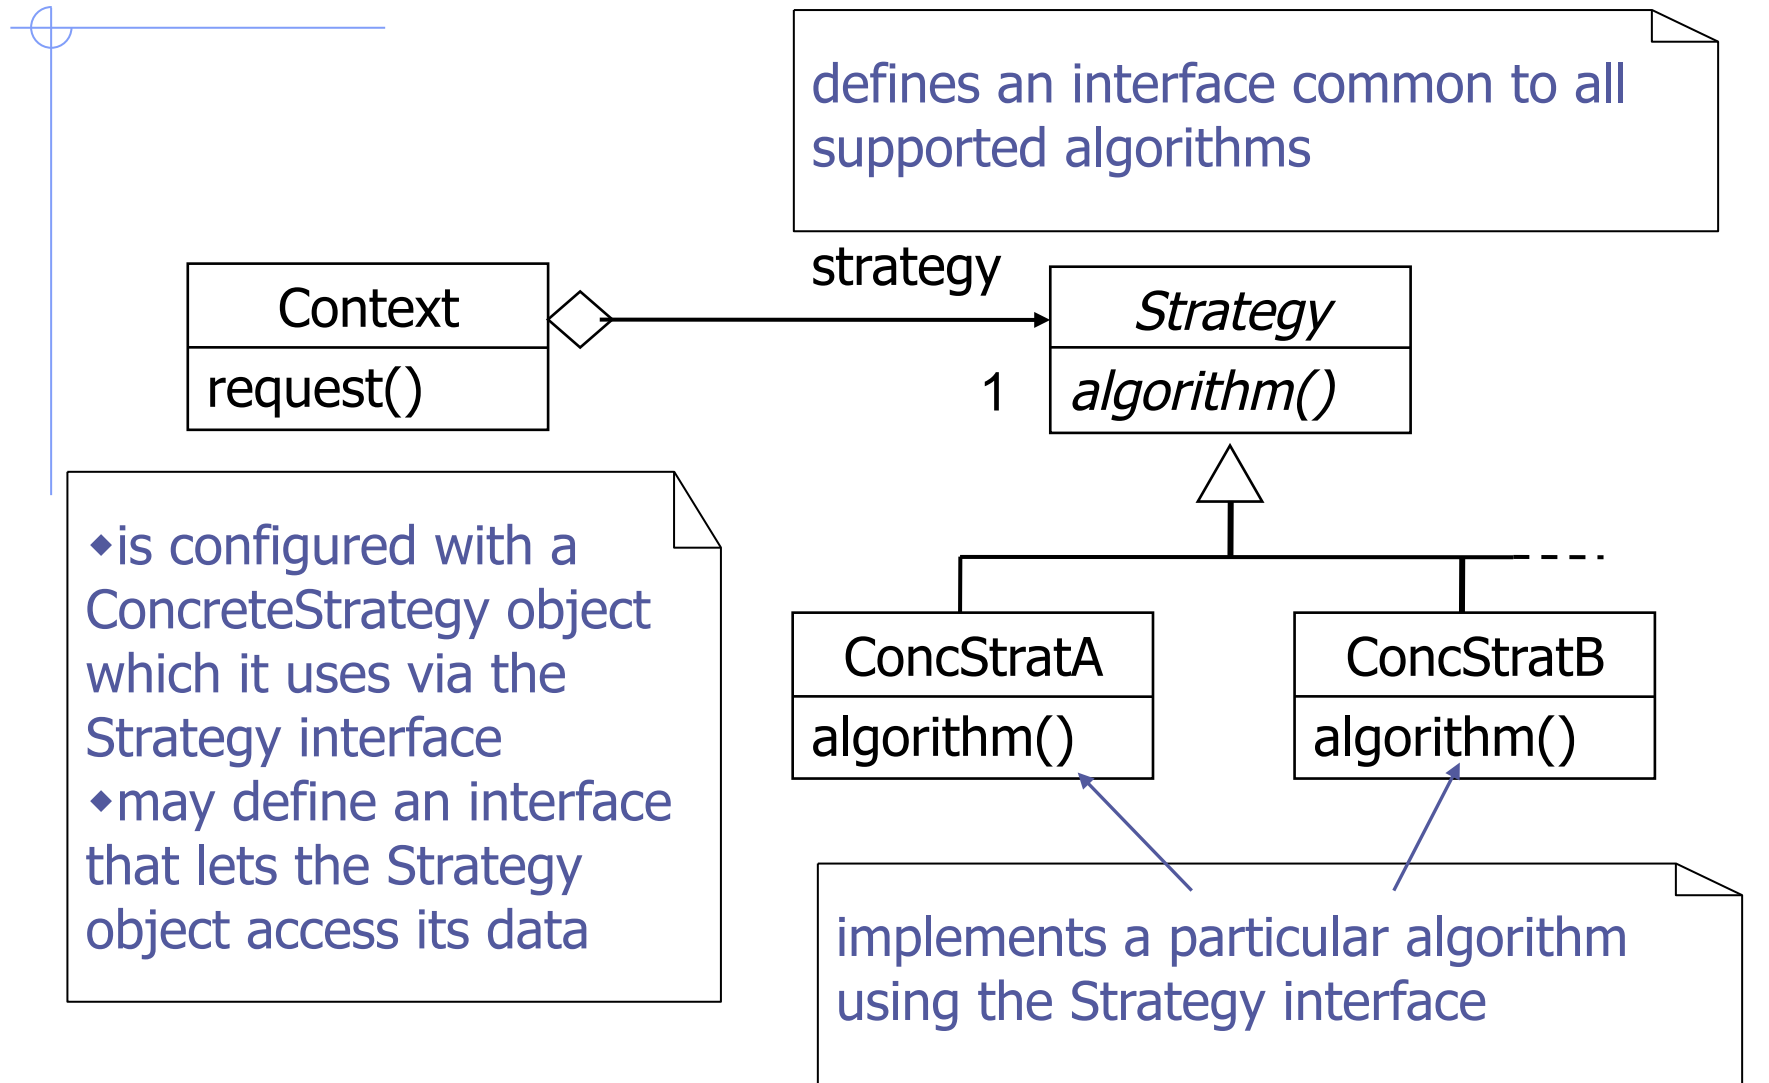 defines an interface common to all
supported algorithms
strategy
Context
request()
1
Strategy
algorithm()
◆is configured with a
ConcreteStrategy object
which it uses via the
Strategy interface
◆may define an interface
that lets the Strategy
object access its data
ConcStratA
algorithm()
ConcStratB
algorithm()
implements a particular algorithm
using the Strategy interface